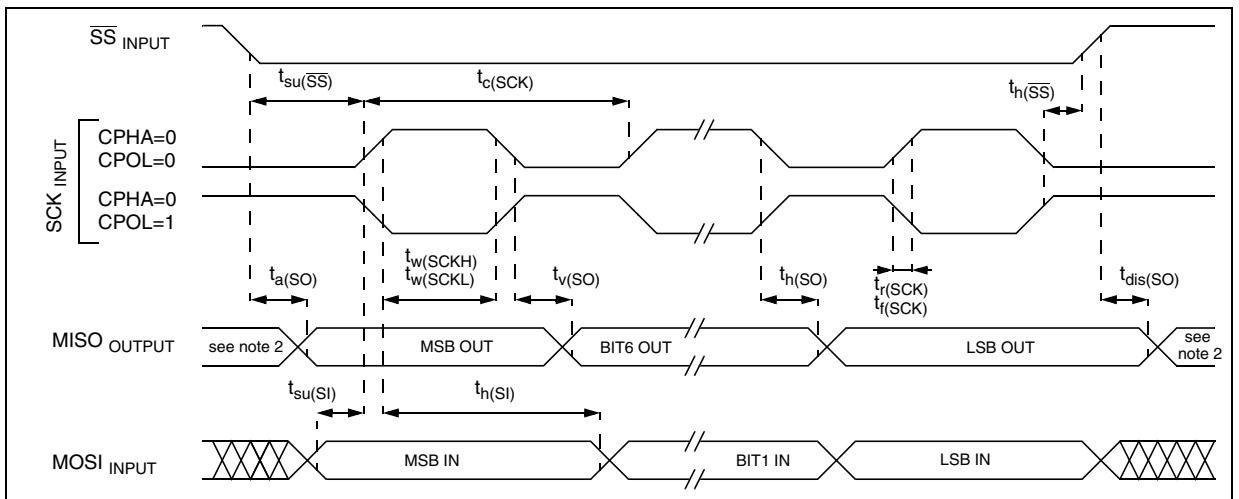 SS INPUT
tsu(SS)
tc(SCK)
th(SS)
SCK INPUT
CPHA=0
CPOL=0
CPHA=0
CPOL=1
ta(SO)
tw(SCKH)
tw(SCKL)
tv(SO)
th(SO)
tr(SCK)
tf(SCK)
tdis(SO)
MISO OUTPUT
see note 2
MSB OUT
BIT6 OUT
LSB OUT
see
note 2
tsu(SI)
th(SI)
MOSI INPUT
MSB IN
BIT1 IN
LSB IN